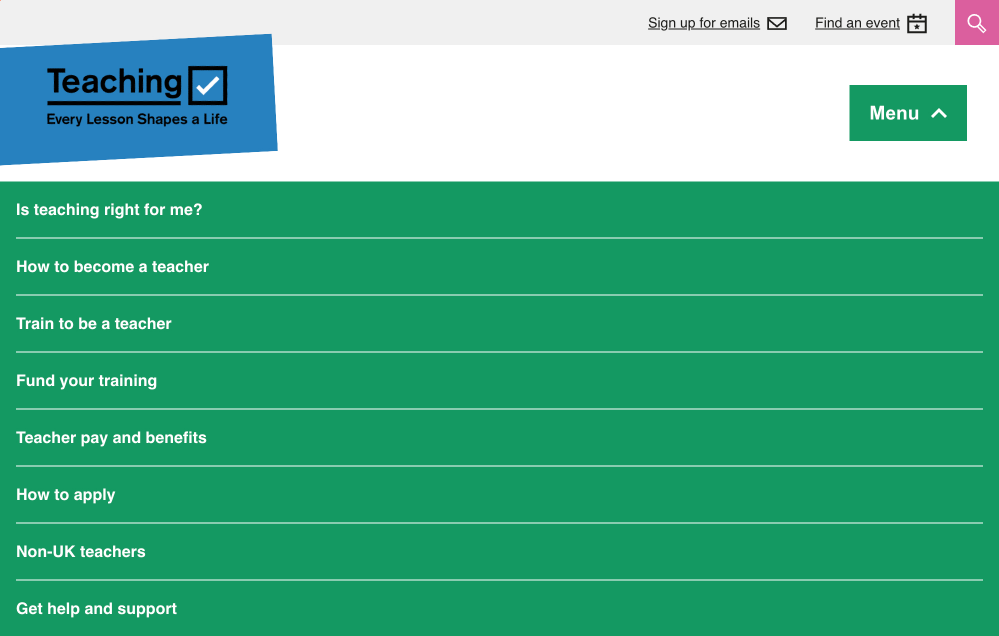 Sign up for emails
Find an event
Teaching
Every Lesson Shapes a Life
Menu
Is teaching right for me?
How to become a teacher
Train to be a teacher
Fund your training
Teacher pay and benefits
How to apply
Non-UK teachers
Get help and support